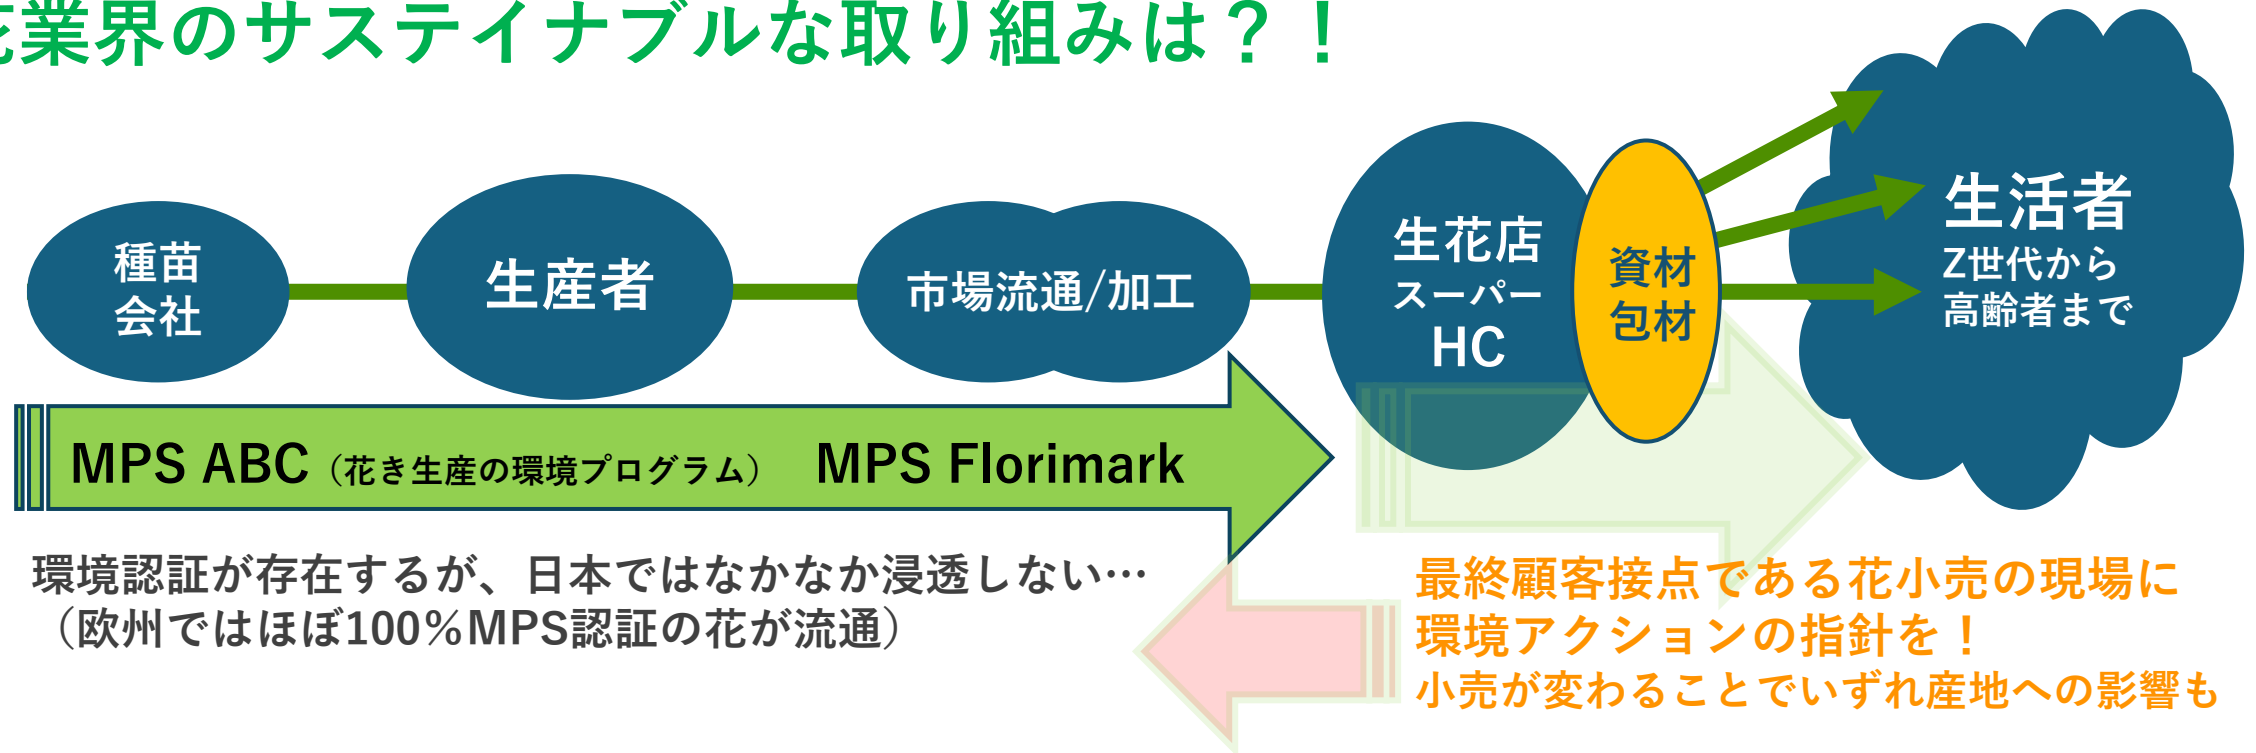 花業界のサステイナブルな取り組みは？！
種苗
会社
生産者
市場流通/加工
生花店
スーパー
HC
資材
包材
生活者
Z世代から
高齢者まで
MPS ABC（花き生産の環境プログラム） MPS Florimark
環境認証が存在するが、日本ではなかなか浸透しない…
（欧州ではほぼ100％MPS認証の花が流通）
最終顧客接点である花小売の現場に
環境アクションの指針を！
小売が変わることでいずれ産地への影響も